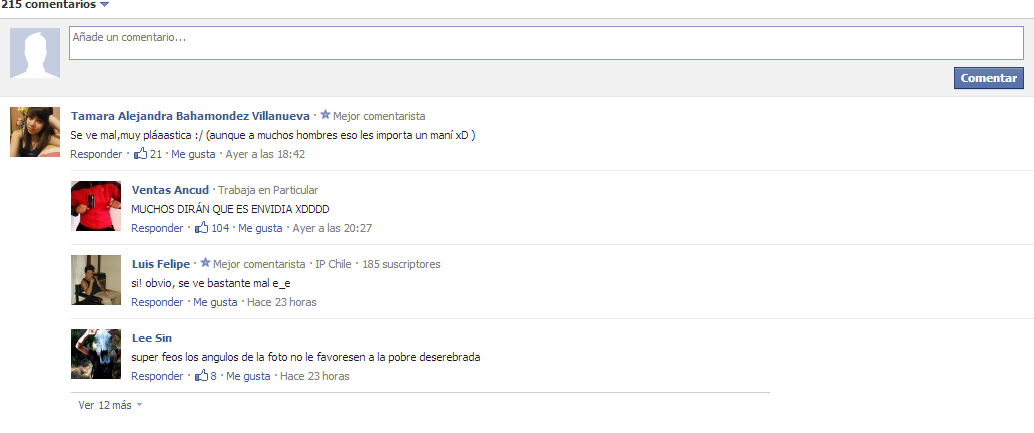 215 comentarios
Añade un comentario...
Comentar
Tamara Alejandra Bahamondez Villanueva · Mejor comentarista
Se ve mal,muy pláaastica :/ (aunque a muchos hombres eso les importa un maní xD )
Responder · 21 · Me gusta · Ayer a las 18:42
Ventas Ancud · Trabaja en Particular
MUCHOS DIRÁN QUE ES ENVIDIA XDDDD
Responder · 104 · Me gusta · Ayer a las 20:27
Luis Felipe · Mejor comentarista · IP Chile · 185 suscriptores
si! obvio, se ve bastante mal e_e
Responder · Me gusta · Hace 23 horas
Lee Sin
super feos los angulos de la foto no le favoresen a la pobre deserebrada
Responder · 8 · Me gusta · Hace 23 horas
Ver 12 más